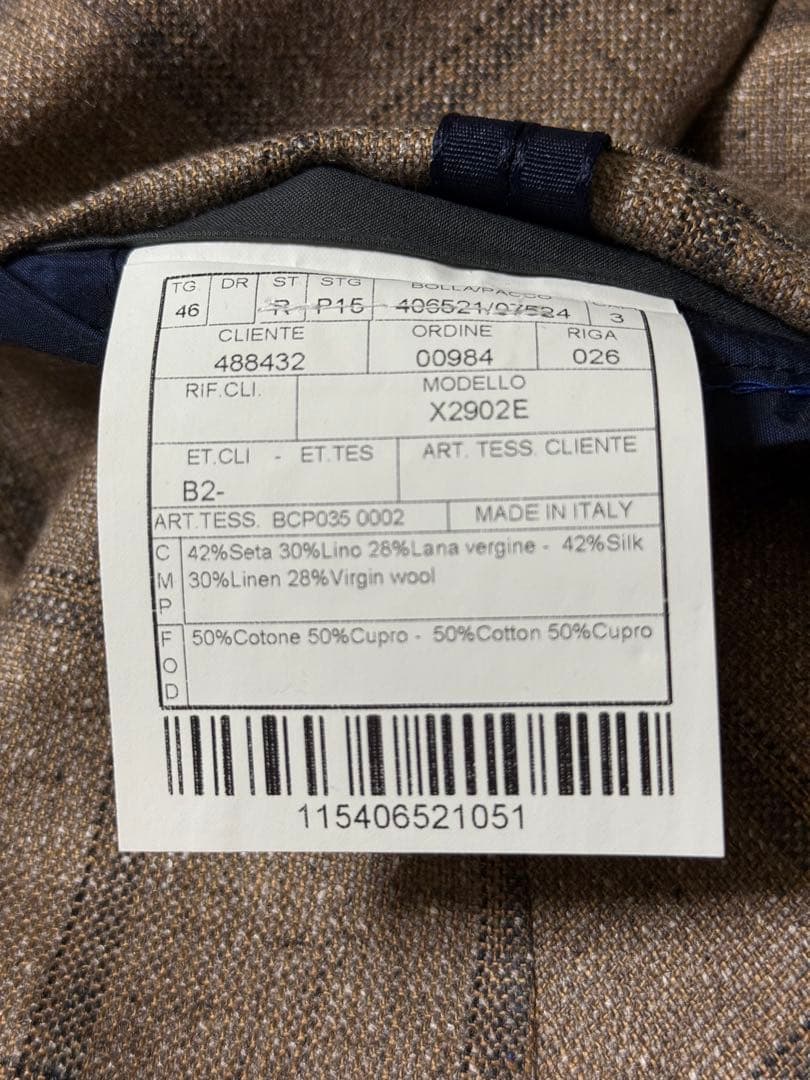 TG DR ST STG BOLLA/PACCO
46 R P15 406521/07524 3
CLIENTE ORDINE RIGA
488432 00984 026
RIF.CLI. MODELLO
X2902E
ET.CLI - ET.TES ART. TESS. CLIENTE
B2-
ART.TESS. BCP035 0002 MADE IN ITALY
CMP 42%Seta 30%Lino 28%Lana vergine - 42%Silk
30%Linen 28%Virgin wool
FOD 50%Cotone 50%Cupro - 50%Cotton 50%Cupro
115406521051